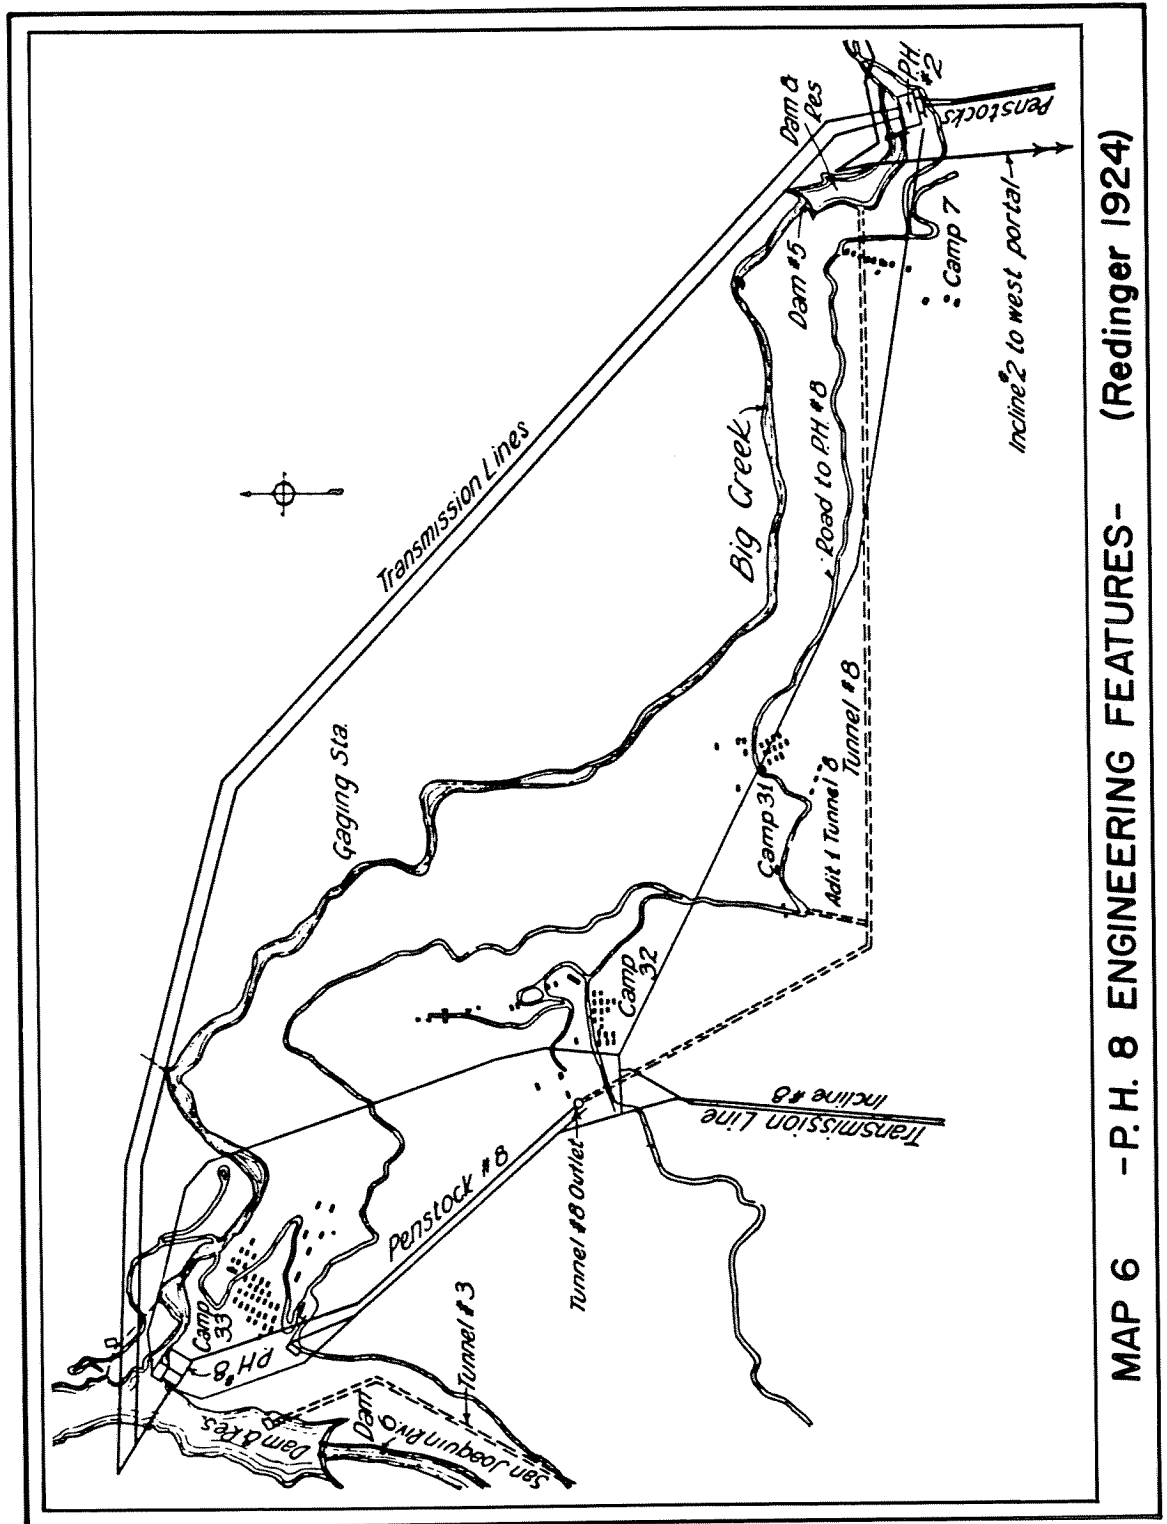 Dam &
Res
P.H.
#2
Penstocks
Dam #5
Camp 7
Incline #2 to west portal
Road to P.H. #8
Big Creek
Transmission Lines
Gaging Sta.
Tunnel #8
Adit 1 Tunnel 8
Camp 31
Camp
32
Incline #8
Transmission Line
Tunnel #8 Outlet
Penstock #8
Tunnel #3
Camp
33
P.H. #8
Dam & Res.
Dam
6
San Joaquin Riv.
MAP 6 -P. H. 8 ENGINEERING FEATURES- (Redinger 1924)